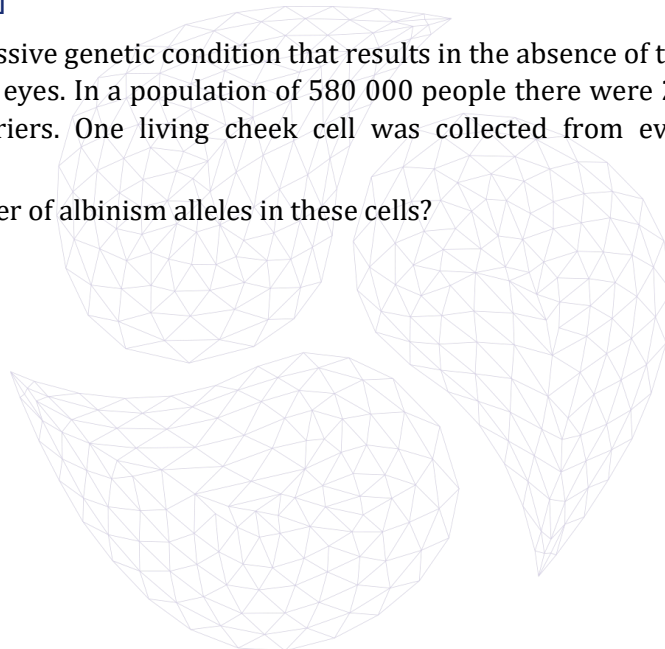 ssive genetic condition that results in the absence of t
eyes. In a population of 580 000 people there were
riers. One living cheek cell was collected from ev
er of albinism alleles in these cells?